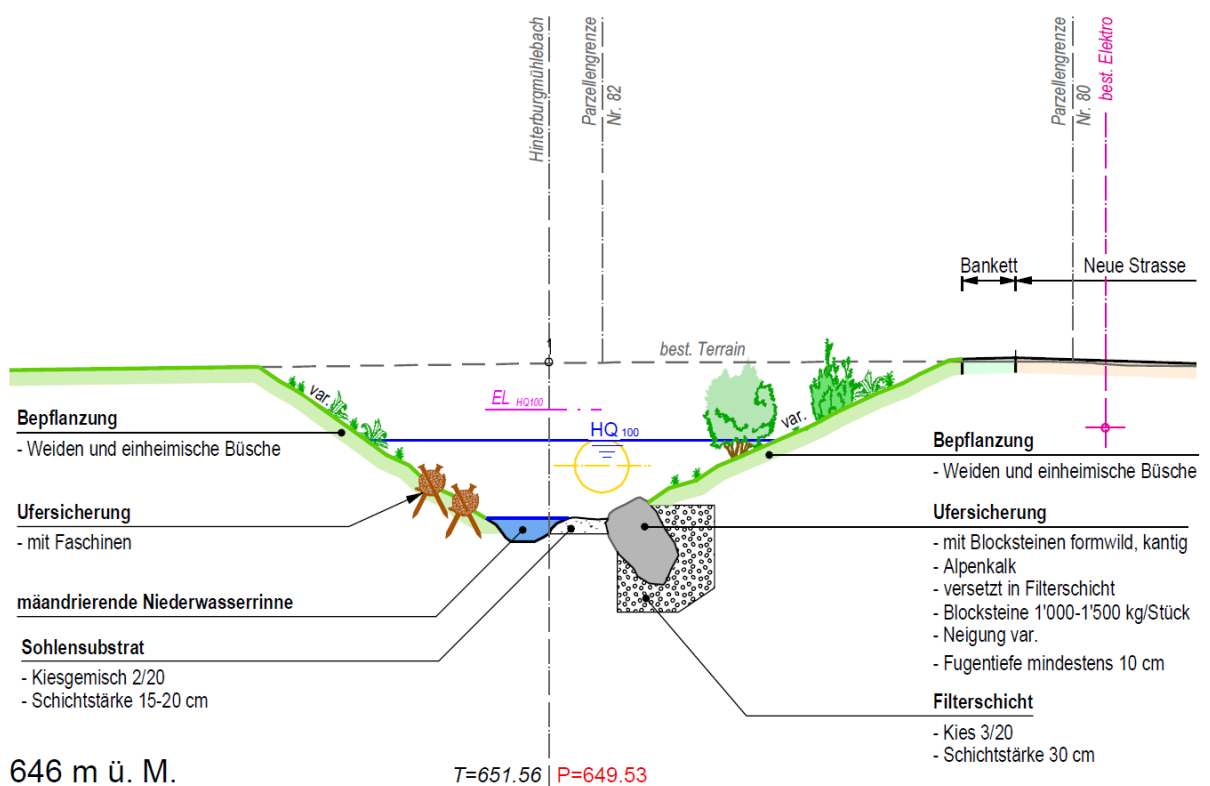 Hinterburgmühlebach
Parzellengrenze
Nr. 82
Parzellengrenze
Nr. 80
best. Elektro
Bankett
Neue Strasse
1
best. Terrain
var.
EL HQ100
HQ 100
var.
Bepflanzung
- Weiden und einheimische Büsche
Ufersicherung
- mit Faschinen
mäandrierende Niederwasserrinne
Sohlensubstrat
- Kiesgemisch 2/20
- Schichtstärke 15-20 cm
Bepflanzung
- Weiden und einheimische Büsche
Ufersicherung
- mit Blocksteinen formwild, kantig
- Alpenkalk
- versetzt in Filterschicht
- Blocksteine 1'000-1'500 kg/Stück
- Neigung var.
- Fugentiefe mindestens 10 cm
Filterschicht
- Kies 3/20
- Schichtstärke 30 cm
646 m ü. M.
T=651.56
P=649.53